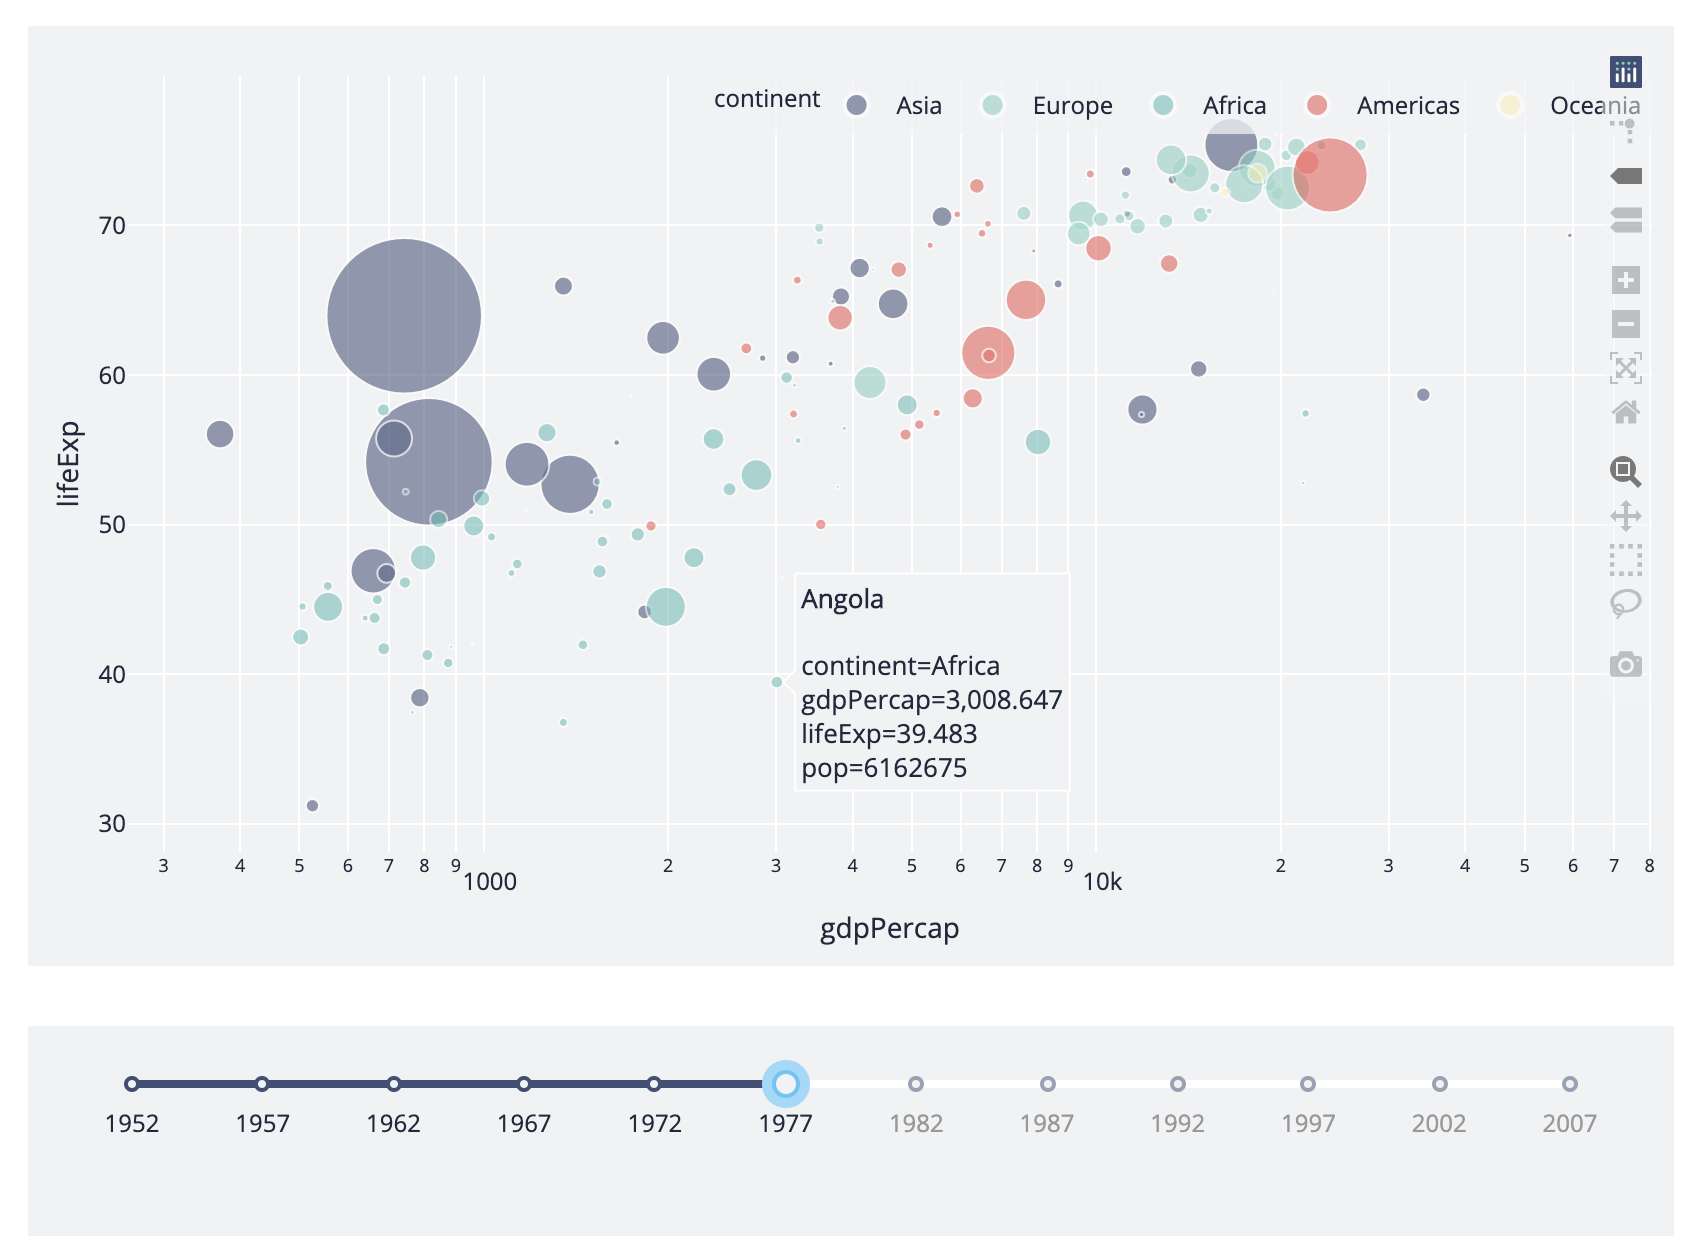 continent Asia Europe Africa Americas Oceania
70
60
50
40
30
lifeExp
Angola
continent=Africa
gdpPercap=3,008.647
lifeExp=39.483
pop=6162675
3 4 5 6 7 8 9 1000 2 3 4 5 6 7 8 9 10k 2 3 4 5 6 7 8
gdpPercap
1952 1957 1962 1967 1972 1977 1982 1987 1992 1997 2002 2007